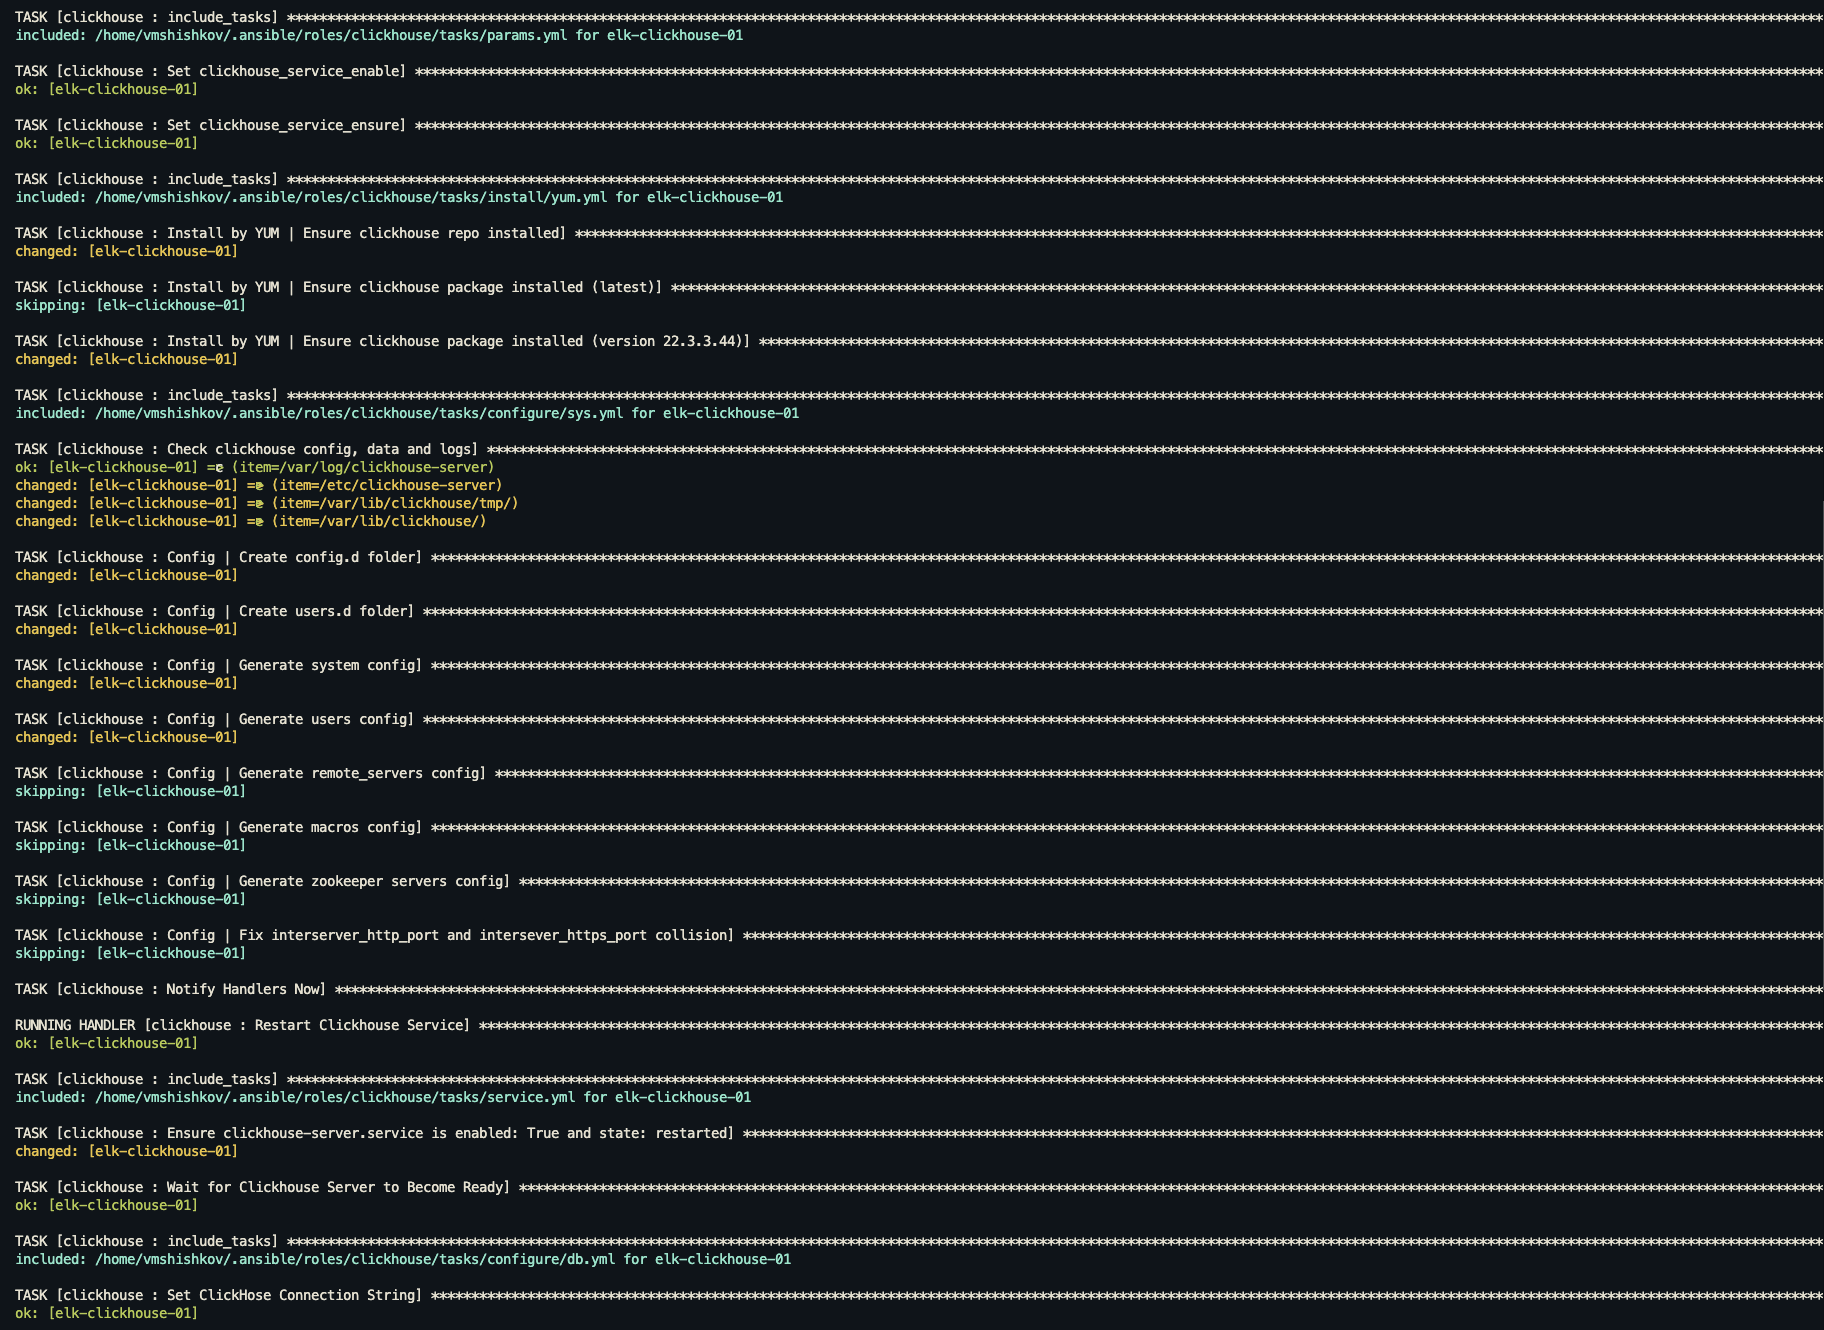 TASK [clickhouse : include_tasks] ************************************************************************************************************************************************************************************************
included: /home/vmshishkov/.ansible/roles/clickhouse/tasks/params.yml for elk-clickhouse-01
TASK [clickhouse : Set clickhouse_service_enable] ********************************************************************************************************************************************************************************
ok: [elk-clickhouse-01]
TASK [clickhouse : Set clickhouse_service_ensure] ********************************************************************************************************************************************************************************
ok: [elk-clickhouse-01]
TASK [clickhouse : include_tasks] ************************************************************************************************************************************************************************************************
included: /home/vmshishkov/.ansible/roles/clickhouse/tasks/install/yum.yml for elk-clickhouse-01
TASK [clickhouse : Install by YUM | Ensure clickhouse repo installed] ************************************************************************************************************************************************************
changed: [elk-clickhouse-01]
TASK [clickhouse : Install by YUM | Ensure clickhouse package installed (latest)] ************************************************************************************************************************************************
skipping: [elk-clickhouse-01]
TASK [clickhouse : Install by YUM | Ensure clickhouse package installed (version 22.3.3.44)] *************************************************************************************************************************************
changed: [elk-clickhouse-01]
TASK [clickhouse : include_tasks] ************************************************************************************************************************************************************************************************
included: /home/vmshishkov/.ansible/roles/clickhouse/tasks/configure/sys.yml for elk-clickhouse-01
TASK [clickhouse : Check clickhouse config, data and logs] ***********************************************************************************************************************************************************************
ok: [elk-clickhouse-01] => (item=/var/log/clickhouse-server)
changed: [elk-clickhouse-01] => (item=/etc/clickhouse-server)
changed: [elk-clickhouse-01] => (item=/var/lib/clickhouse/tmp/)
changed: [elk-clickhouse-01] => (item=/var/lib/clickhouse/)
TASK [clickhouse : Config | Create config.d folder] ******************************************************************************************************************************************************************************
changed: [elk-clickhouse-01]
TASK [clickhouse : Config | Create users.d folder] *******************************************************************************************************************************************************************************
changed: [elk-clickhouse-01]
TASK [clickhouse : Config | Generate system config] ******************************************************************************************************************************************************************************
changed: [elk-clickhouse-01]
TASK [clickhouse : Config | Generate users config] *******************************************************************************************************************************************************************************
changed: [elk-clickhouse-01]
TASK [clickhouse : Config | Generate remote_servers config] **********************************************************************************************************************************************************************
skipping: [elk-clickhouse-01]
TASK [clickhouse : Config | Generate macros config] ******************************************************************************************************************************************************************************
skipping: [elk-clickhouse-01]
TASK [clickhouse : Config | Generate zookeeper servers config] *******************************************************************************************************************************************************************
skipping: [elk-clickhouse-01]
TASK [clickhouse : Config | Fix interserver_http_port and intersever_https_port collision] ***************************************************************************************************************************************
skipping: [elk-clickhouse-01]
TASK [clickhouse : Notify Handlers Now] ******************************************************************************************************************************************************************************************
RUNNING HANDLER [clickhouse : Restart Clickhouse Service] ************************************************************************************************************************************************************************
ok: [elk-clickhouse-01]
TASK [clickhouse : include_tasks] ************************************************************************************************************************************************************************************************
included: /home/vmshishkov/.ansible/roles/clickhouse/tasks/service.yml for elk-clickhouse-01
TASK [clickhouse : Ensure clickhouse-server.service is enabled: True and state: restarted] ***************************************************************************************************************************************
changed: [elk-clickhouse-01]
TASK [clickhouse : Wait for Clickhouse Server to Become Ready] *******************************************************************************************************************************************************************
ok: [elk-clickhouse-01]
TASK [clickhouse : include_tasks] ************************************************************************************************************************************************************************************************
included: /home/vmshishkov/.ansible/roles/clickhouse/tasks/configure/db.yml for elk-clickhouse-01
TASK [clickhouse : Set ClickHose Connection String] ******************************************************************************************************************************************************************************
ok: [elk-clickhouse-01]